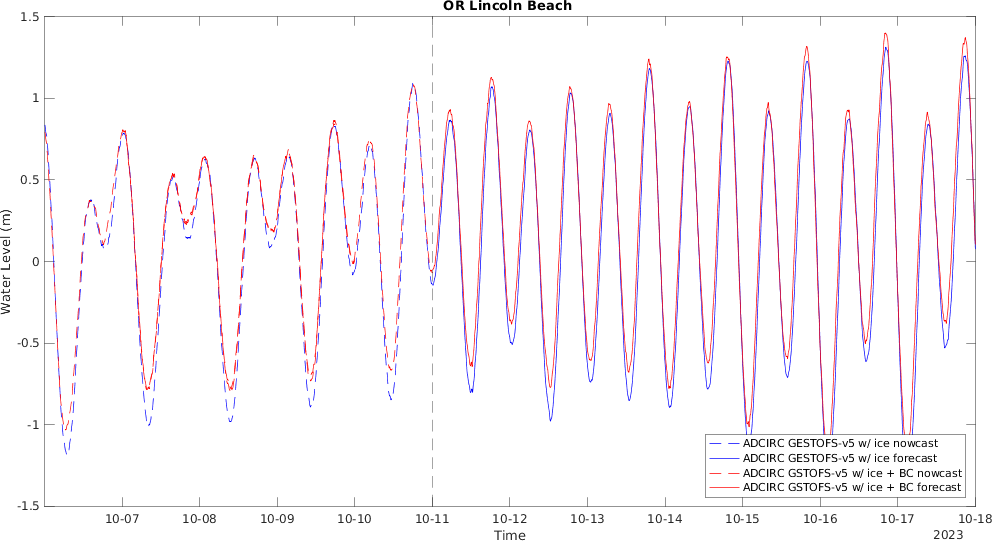 OR Lincoln Beach
1.5
1
0.5
0
-0.5
-1
-1.5
Water Level (m)
ADCIRC GESTOFS-v5 w/ ice nowcast
ADCIRC GESTOFS-v5 w/ ice forecast
ADCIRC GSTOFS-v5 w/ ice + BC nowcast
ADCIRC GSTOFS-v5 w/ ice + BC forecast
10-07 10-08 10-09 10-10 10-11 10-12 10-13 10-14 10-15 10-16 10-17 10-18
Time
2023